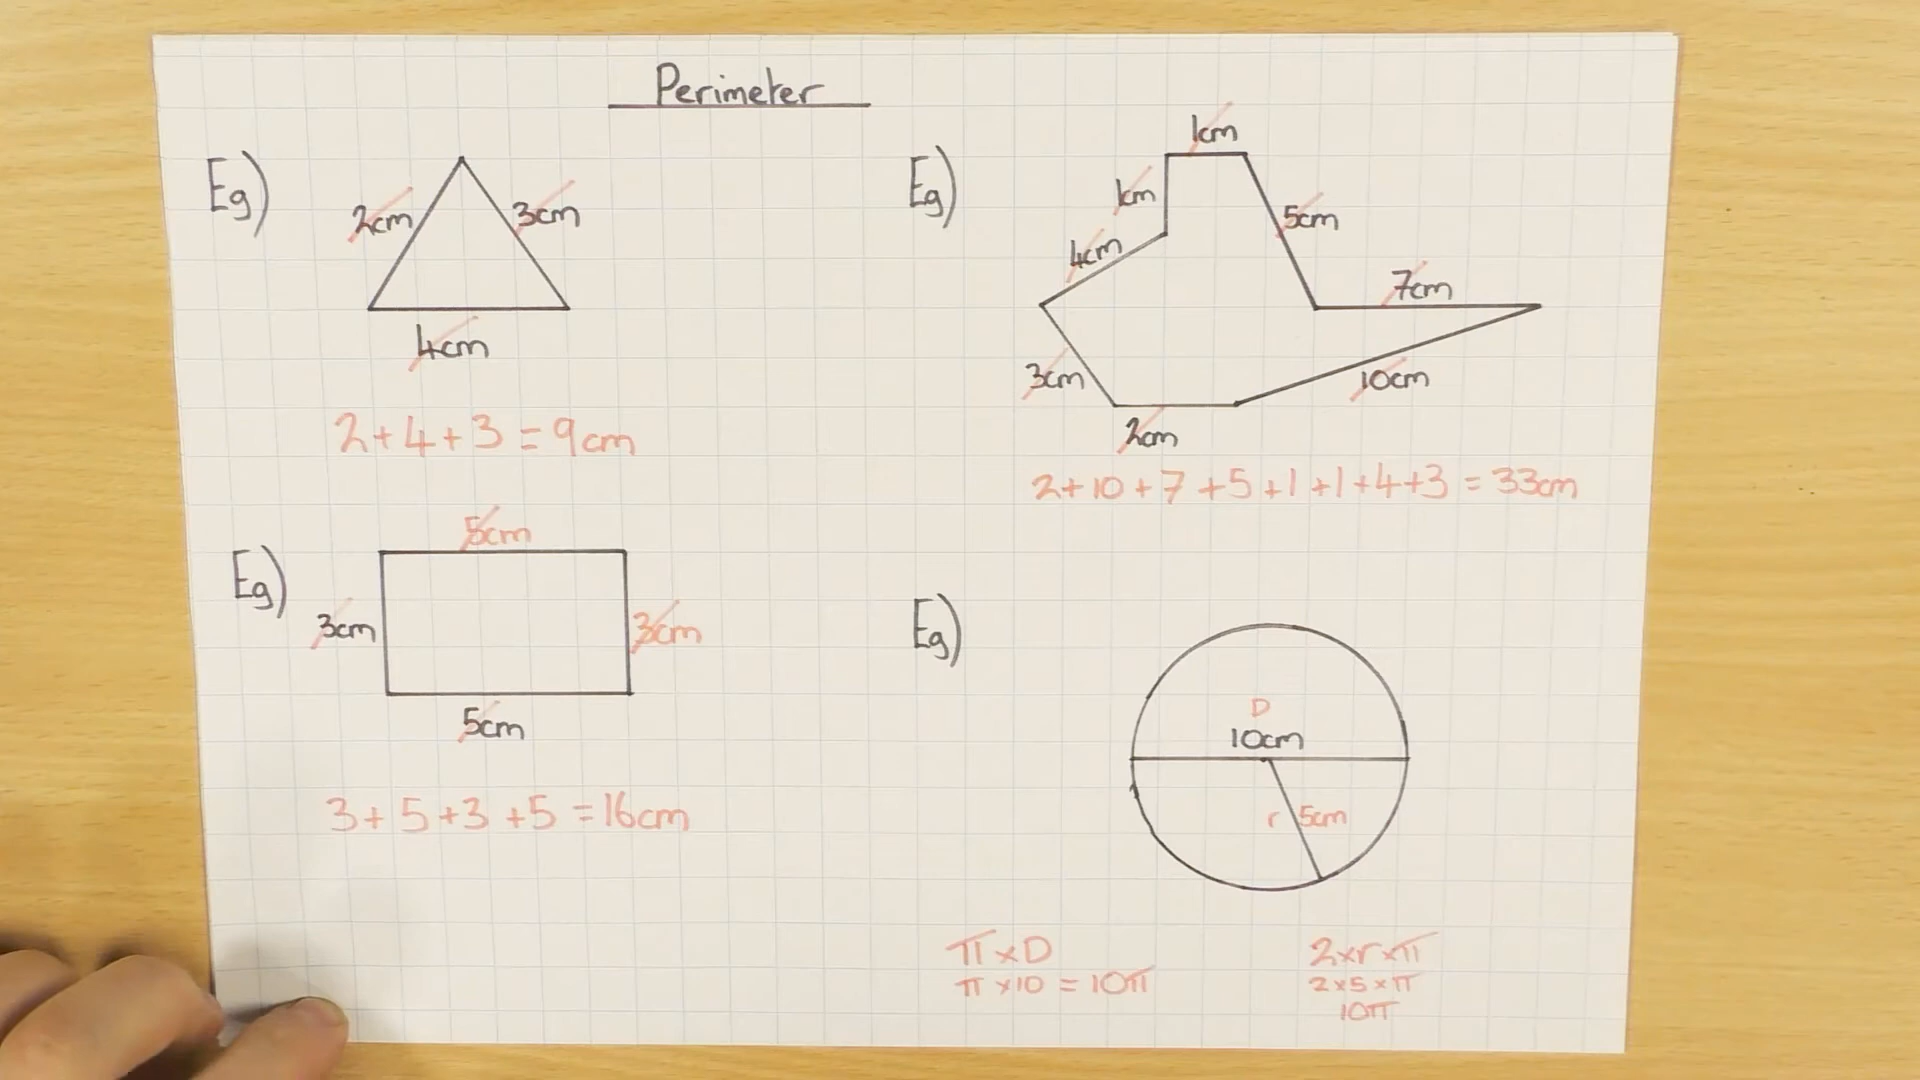 Perimeter
Eg)
2cm
3cm
4cm
2+4+3=9cm
Eg)
1cm
1cm
5cm
4cm
7cm
3cm
10cm
2cm
2+10+7+5+1+1+4+3=33cm
Eg)
5cm
3cm
3cm
5cm
3+5+3+5=16cm
Eg)
D
10cm
r 5cm
π×D
π×10=10π
2×r×π
2×5×π
10π